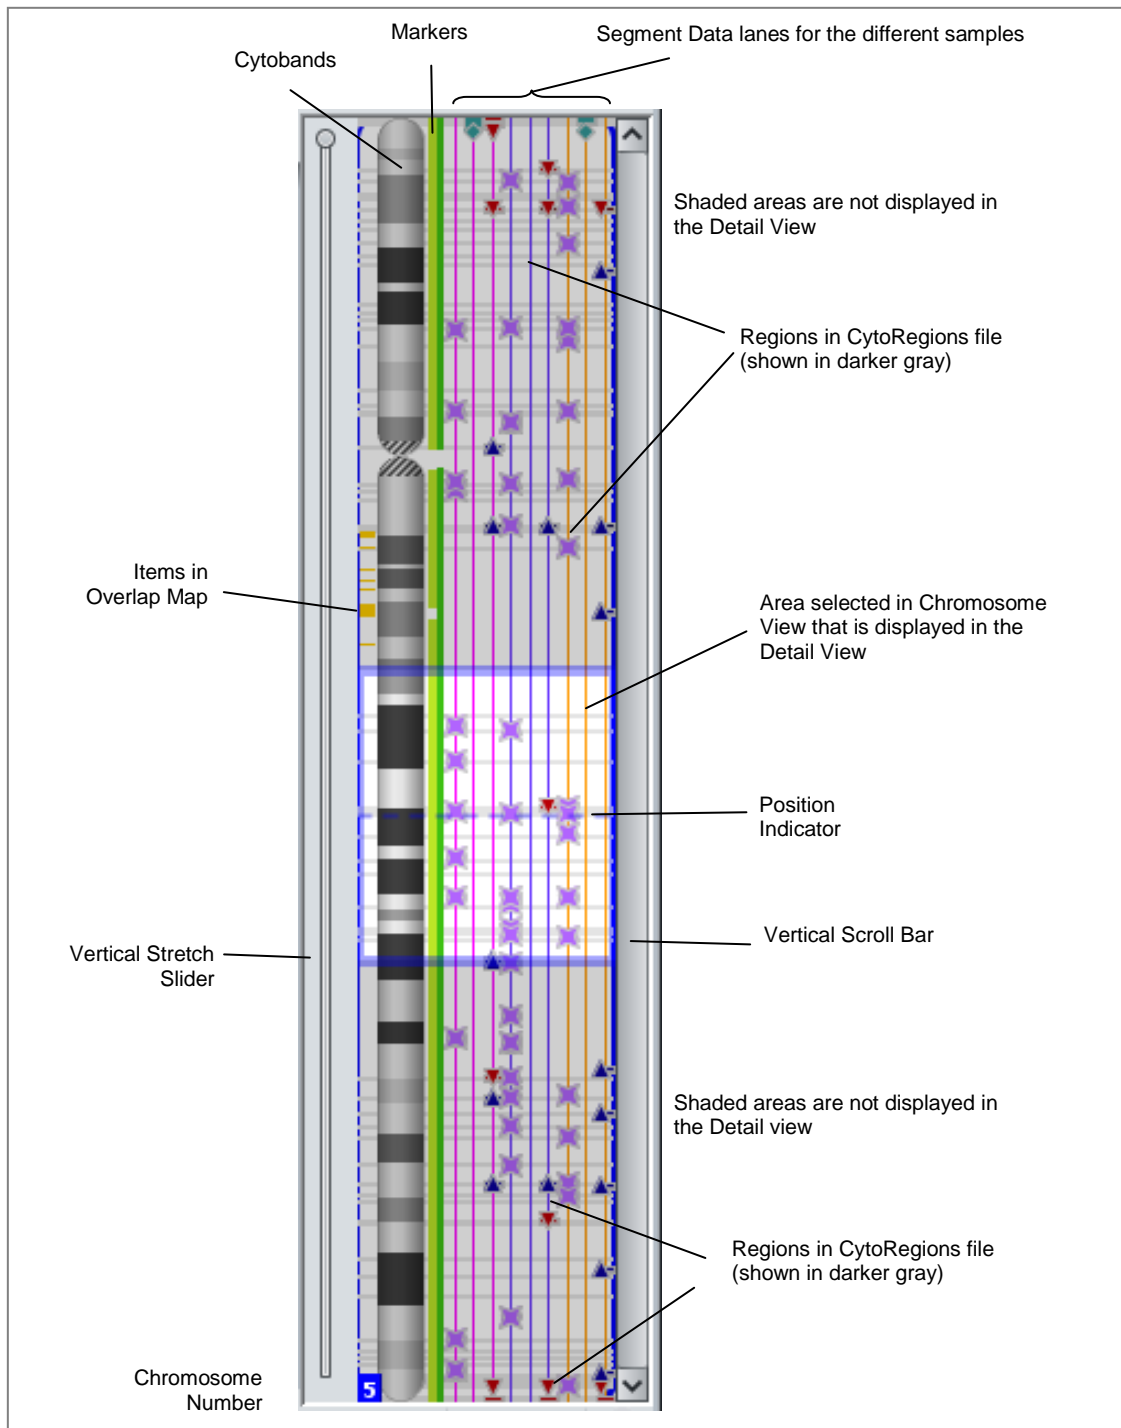 Markers
Segment Data lanes for the different samples
Cytobands
Shaded areas are not displayed in
the Detail View
Regions in CytoRegions file
(shown in darker gray)
Items in
Overlap Map
Area selected in Chromosome
View that is displayed in the
Detail View
Position
Indicator
Vertical Scroll Bar
Vertical Stretch
Slider
Shaded areas are not displayed in
the Detail view
Regions in CytoRegions file
(shown in darker gray)
Chromosome
Number
5